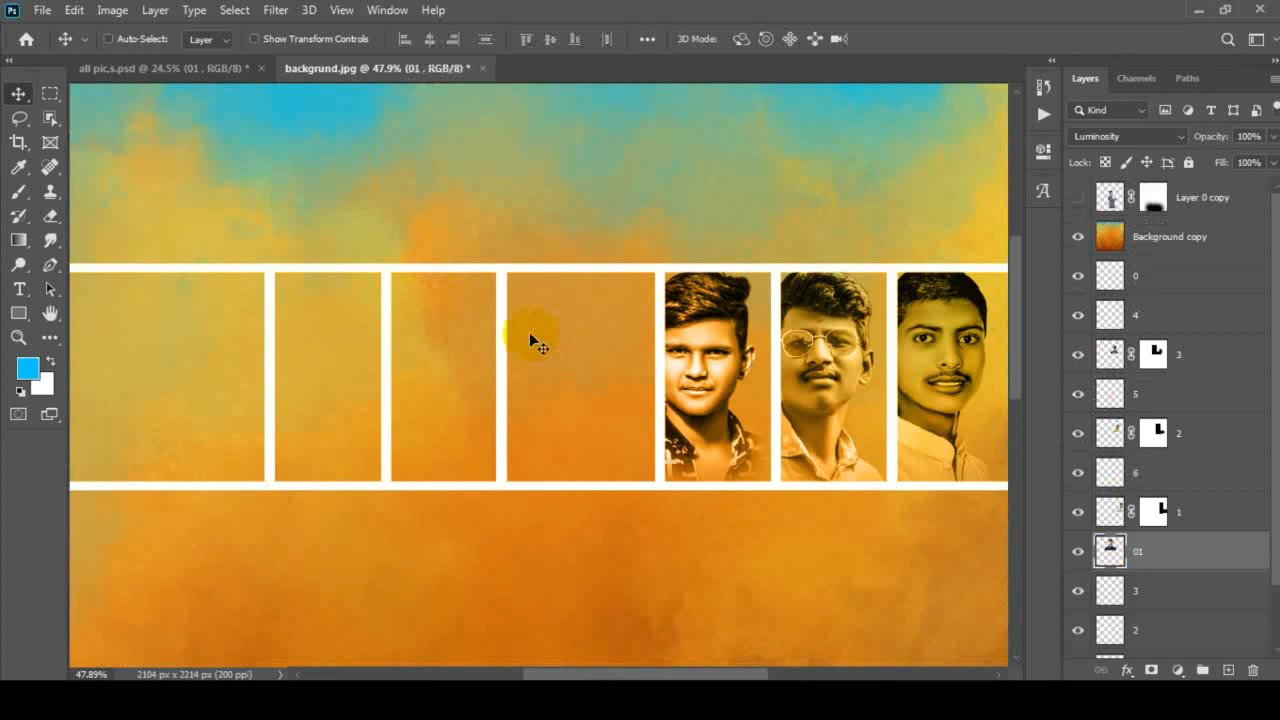 Ps File Edit Image Layer Type Select Filter 3D View Window Help
Auto-Select: Layer Show Transform Controls 3D Mode:
all pic,s.psd @ 24.5% (01 , RGB/8) * × backgrund.jpg @ 47.9% (01 , RGB/8) * ×
Layers Channels Paths
Kind
Luminosity Opacity: 100%
Lock: Fill: 100%
Layer 0 copy
Background copy
0
4
3
5
2
6
1
01
3
2
47.89% 2104 px x 2214 px (200 ppi)